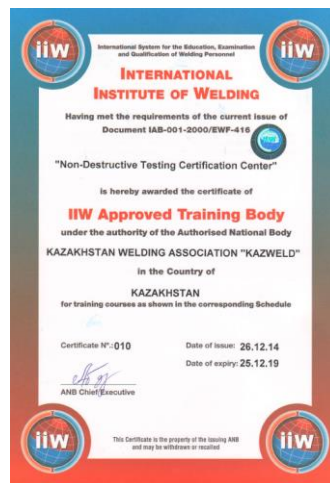 iiw
International System for the Education, Examination
and Qualification of Welding Personnel
iiw
INTERNATIONAL
INSTITUTE OF WELDING
Having met the requirements of the current issue of
Document IAB-001-2000/EWF-416
"Non-Destructive Testing Certification Center"
is hereby awarded the certificate of
IIW Approved Training Body
under the authority of the Authorised National Body
KAZAKHSTAN WELDING ASSOCIATION "KAZWELD"
in the Country of
KAZAKHSTAN
for training courses as shown in the corresponding Schedule
Certificate Nº.:010
Date of issue: 26.12.14
Date of expiry: 25.12.19
ANB Chief Executive
iiw
This Certificate is the property of the issuing ANB
and may be withdrawn or recalled
iiw